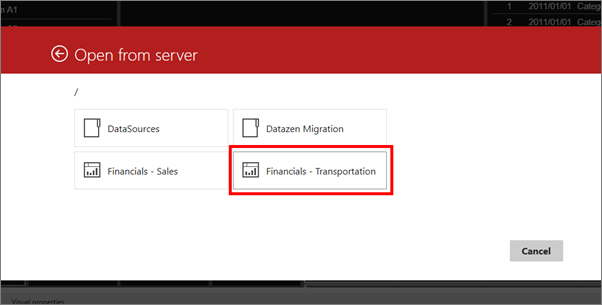 m A1
1 2011/01/01 Categ
2 2011/01/01 Cate
Open from server
/
DataSources
Datazen Migration
Financials - Sales
Financials - Transportation
Cancel
Visual properties